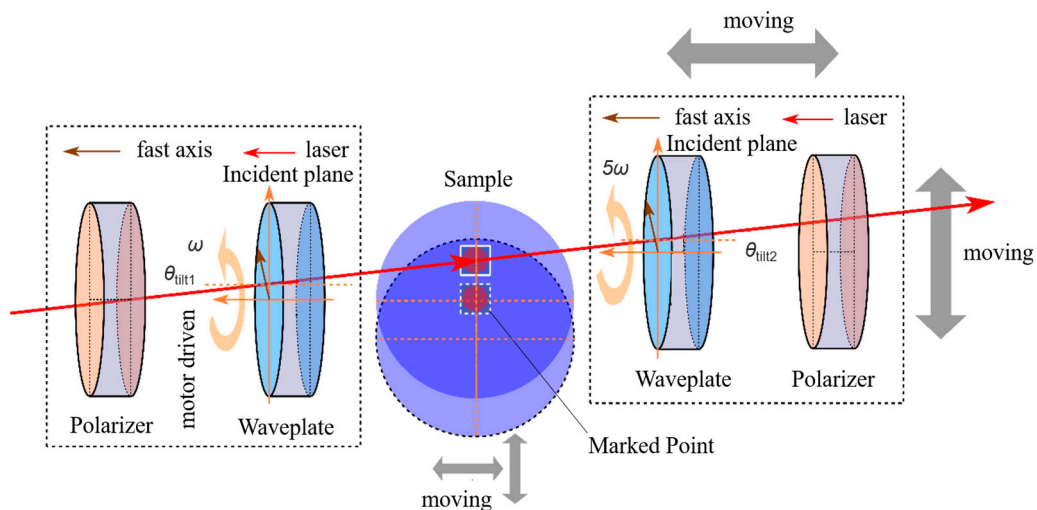 moving
fast axis
laser
Incident plane
5ω
θtilt2
Waveplate
Polarizer
moving
fast axis
laser
Incident plane
ω
θtilt1
motor driven
Polarizer
Waveplate
Sample
Marked Point
moving